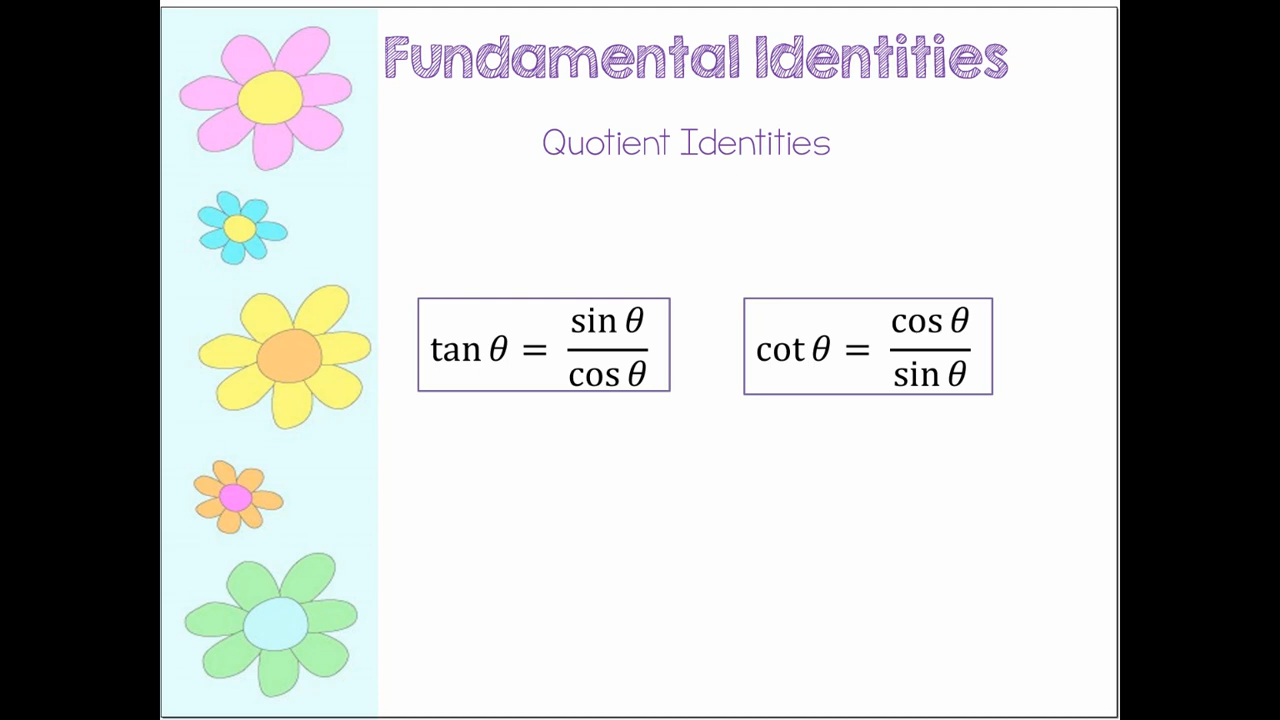 Fundamental Identities
Quotient Identities
tan θ = sin θ / cos θ
cot θ = cos θ / sin θ